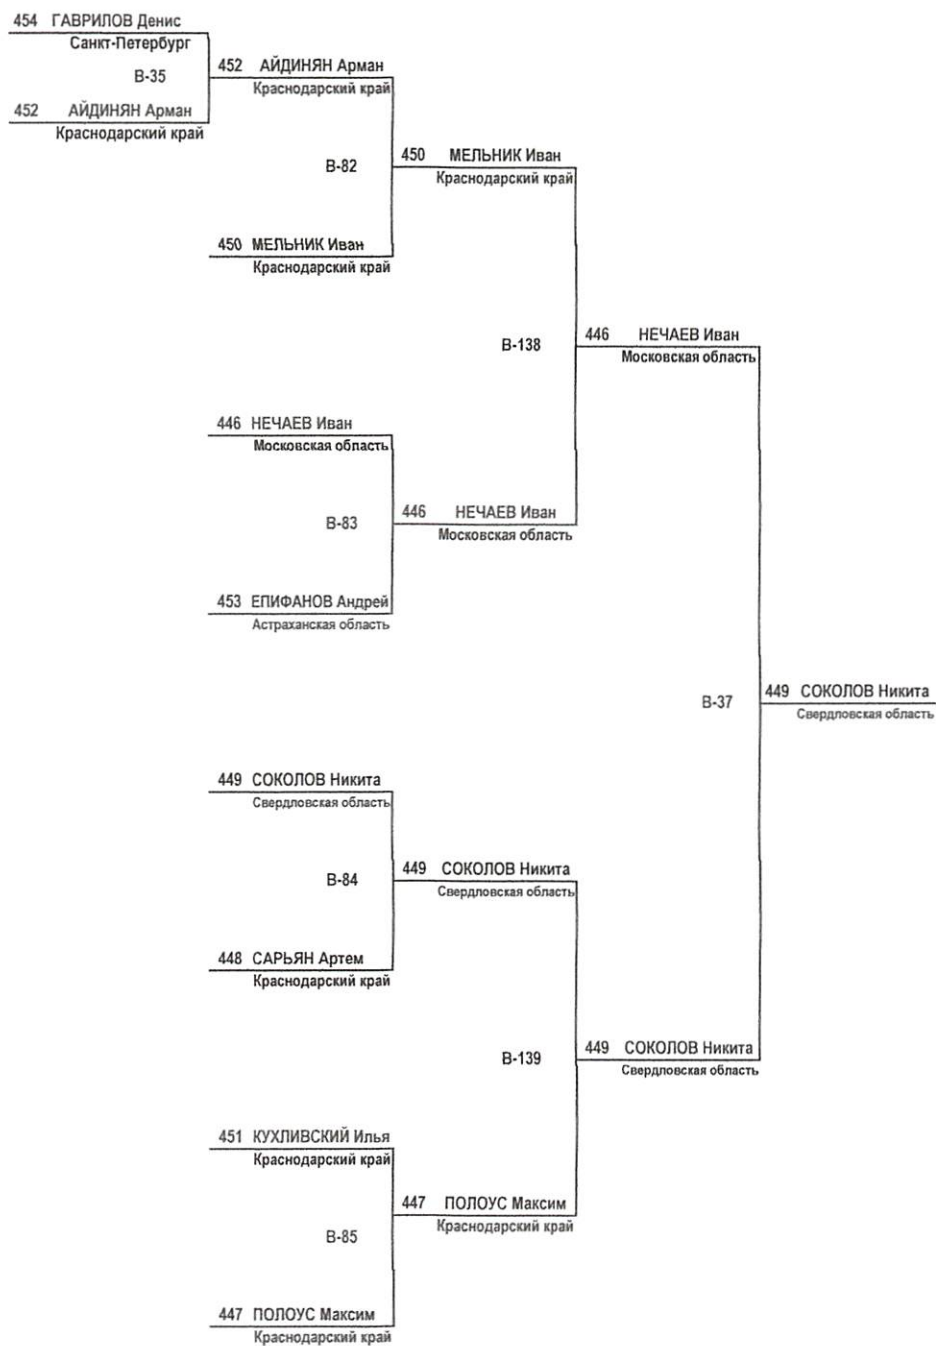 454 ГАВРИЛОВ Денис
Санкт-Петербург
В-35
452 АЙДИНЯН Арман
Краснодарский край
452 АЙДИНЯН Арман
Краснодарский край
В-82
450 МЕЛЬНИК Иван
Краснодарский край
450 МЕЛЬНИК Иван
Краснодарский край
В-138
446 НЕЧАЕВ Иван
Московская область
446 НЕЧАЕВ Иван
Московская область
В-83
446 НЕЧАЕВ Иван
Московская область
453 ЕПИФАНОВ Андрей
Астраханская область
В-37
449 СОКОЛОВ Никита
Свердловская область
449 СОКОЛОВ Никита
Свердловская область
В-84
449 СОКОЛОВ Никита
Свердловская область
448 САРЬЯН Артем
Краснодарский край
В-139
449 СОКОЛОВ Никита
Свердловская область
451 КУХЛИВСКИЙ Илья
Краснодарский край
447 ПОЛОУС Максим
Краснодарский край
В-85
447 ПОЛОУС Максим
Краснодарский край